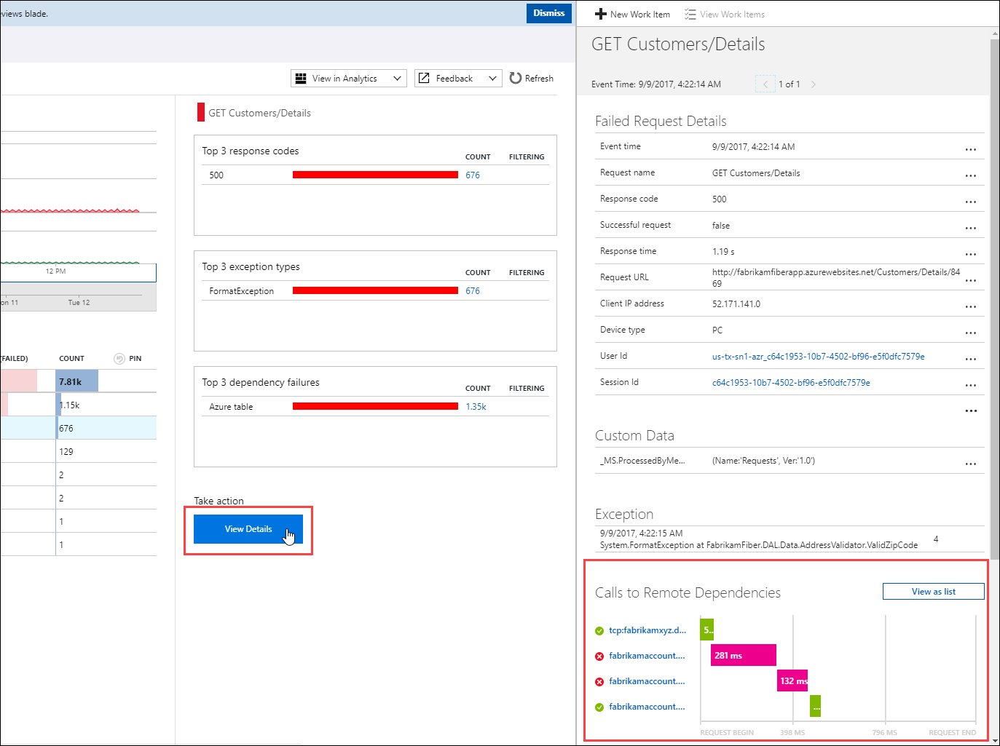 eviews blade.
Dismiss
View in Analytics
Feedback
Refresh
12 PM
on 11
Tue 12
(FAILED)
COUNT
PIN
7.81k
1.15k
676
129
2
2
1
1
GET Customers/Details
Top 3 response codes
COUNT
FILTERING
500
676
Top 3 exception types
COUNT
FILTERING
FormatException
676
Top 3 dependency failures
COUNT
FILTERING
Azure table
1.35k
Take action
View Details
New Work Item
View Work Items
GET Customers/Details
Event Time: 9/9/2017, 4:22:14 AM
1 of 1
Failed Request Details
Event time
9/9/2017, 4:22:14 AM
...
Request name
GET Customers/Details
...
Response code
500
...
Successful request
false
...
Response time
1.19 s
...
Request URL
http://fabrikamfiberapp.azurewebsites.net/Customers/Details/84
69
...
Client IP address
52.171.141.0
...
Device type
PC
...
User Id
us-tx-sn1-azr_c64c1953-10b7-4502-bf96-e5f0dfc7579e
...
Session Id
c64c1953-10b7-4502-bf96-e5f0dfc7579e
...
...
Custom Data
_MS.ProcessedByMe...
(Name:'Requests', Ver:'1.0')
...
Exception
9/9/2017, 4:22:15 AM
System.FormatException at FabrikamFiber.DAL.Data.AddressValidator.ValidZipCode
4
Calls to Remote Dependencies
View as list
tcp:fabrikamxyz.d...
5...
fabrikamaccount....
281 ms
fabrikamaccount....
132 ms
fabrikamaccount....
...
REQUEST BEGIN
398 MS
796 MS
REQUEST END